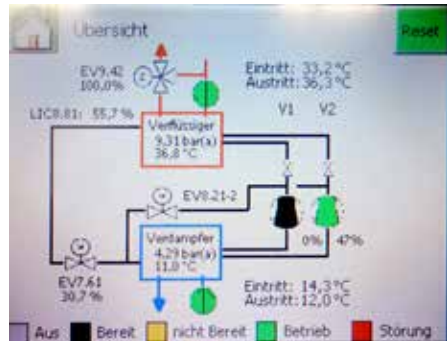 Übersicht
Reset
EV9.42
100,0%
Eintritt: 33,2°C
Austritt: 36,3°C
LIC8.81: 55,7 %
V1 V2
Verflüssiger
9,31 bar(a)
36,8 °C
EV8.21-2
Verdampfer
4,29 bar(a)
11,0 °C
0% 47%
EV7.61
30,7 %
Eintritt: 14,3°C
Austritt: 12,0°C
Aus Bereit nicht Bereit Betrieb Störung